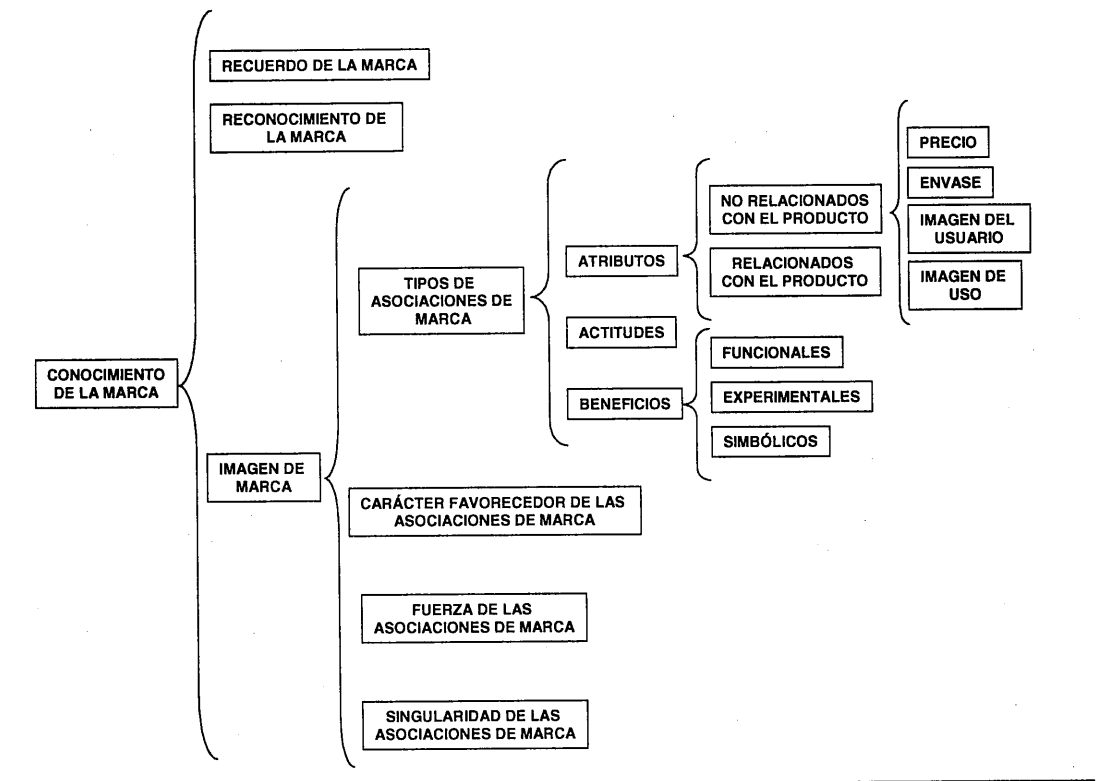 RECUERDO DE LA MARCA
RECONOCIMIENTO DE
LA MARCA
PRECIO
ENVASE
NO RELACIONADOS
CON EL PRODUCTO
IMAGEN DEL
USUARIO
ATRIBUTOS
RELACIONADOS
CON EL PRODUCTO
IMAGEN DE
USO
TIPOS DE
ASOCIACIONES DE
MARCA
ACTITUDES
FUNCIONALES
CONOCIMIENTO
DE LA MARCA
BENEFICIOS
EXPERIMENTALES
SIMBÓLICOS
IMAGEN DE
MARCA
CARÁCTER FAVORECEDOR DE LAS
ASOCIACIONES DE MARCA
FUERZA DE LAS
ASOCIACIONES DE MARCA
SINGULARIDAD DE LAS
ASOCIACIONES DE MARCA